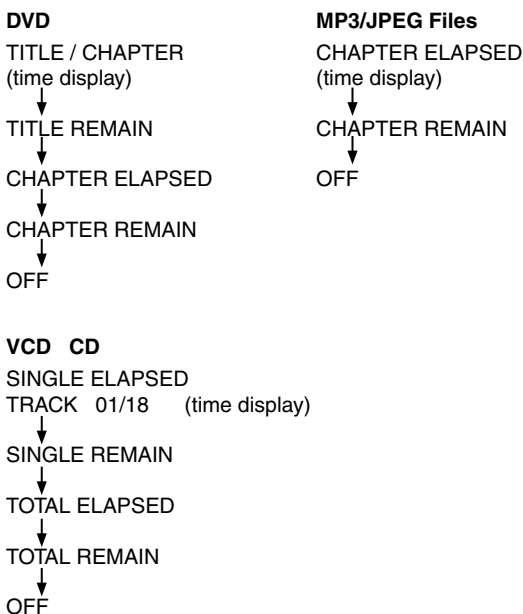 DVD
TITLE / CHAPTER
(time display)
TITLE REMAIN
CHAPTER ELAPSED
CHAPTER REMAIN
OFF
MP3/JPEG Files
CHAPTER ELAPSED
(time display)
CHAPTER REMAIN
OFF
VCD CD
SINGLE ELAPSED
TRACK 01/18 (time display)
SINGLE REMAIN
TOTAL ELAPSED
TOTAL REMAIN
OFF